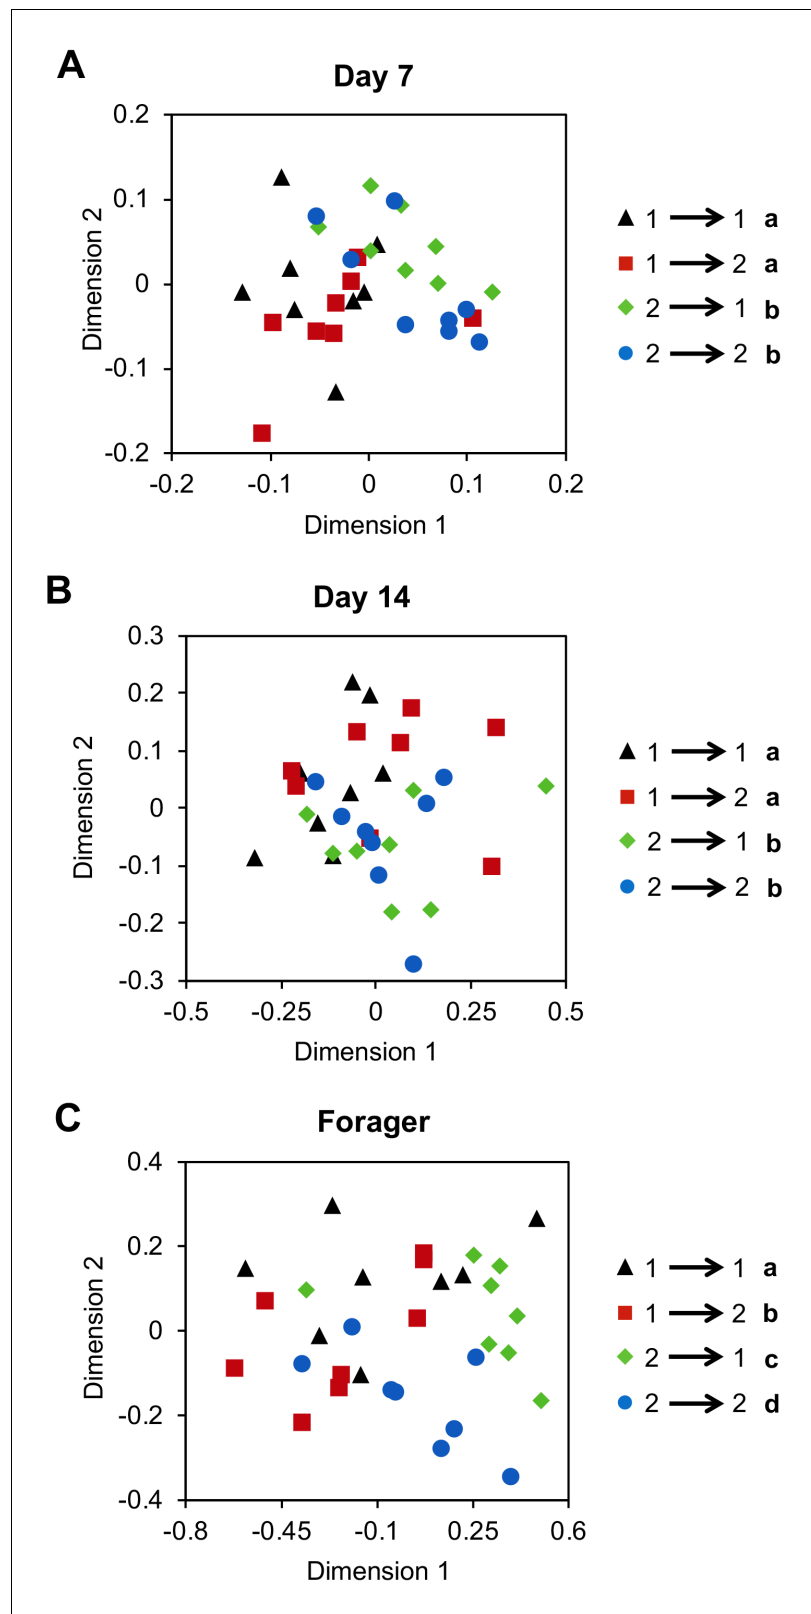 A
Day 7
0.2
0.1
0
-0.1
-0.2
Dimension 2
-0.2 -0.1 0 0.1 0.2
Dimension 1
1 → 1 a
1 → 2 a
2 → 1 b
2 → 2 b
B
Day 14
0.3
0.2
0.1
0
-0.1
-0.2
-0.3
Dimension 2
-0.5 -0.25 0 0.25 0.5
Dimension 1
1 → 1 a
1 → 2 a
2 → 1 b
2 → 2 b
C
Forager
0.4
0.2
0
-0.2
-0.4
Dimension 2
-0.8 -0.45 -0.1 0.25 0.6
Dimension 1
1 → 1 a
1 → 2 b
2 → 1 c
2 → 2 d